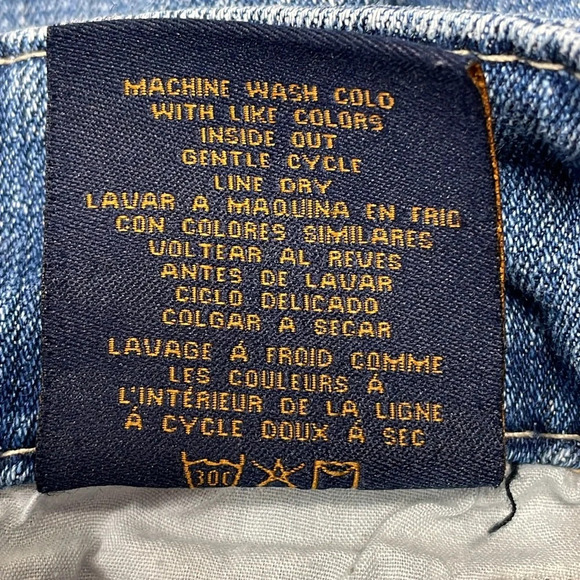 MACHINE WASH COLD
WITH LIKE COLORS
INSIDE OUT
GENTLE CYCLE
LINE DRY
LAVAR A MAQUINA EN FRIO
CON COLORES SIMILARES
VOLTEAR AL REVES
ANTES DE LAVAR
CICLO DELICADO
COLGAR A SECAR
LAVAGE Á FROID COMME
LES COULEURS Á
L'INTÉRIEUR DE LA LIGNE
Á CYCLE DOUX Á SEC
30C